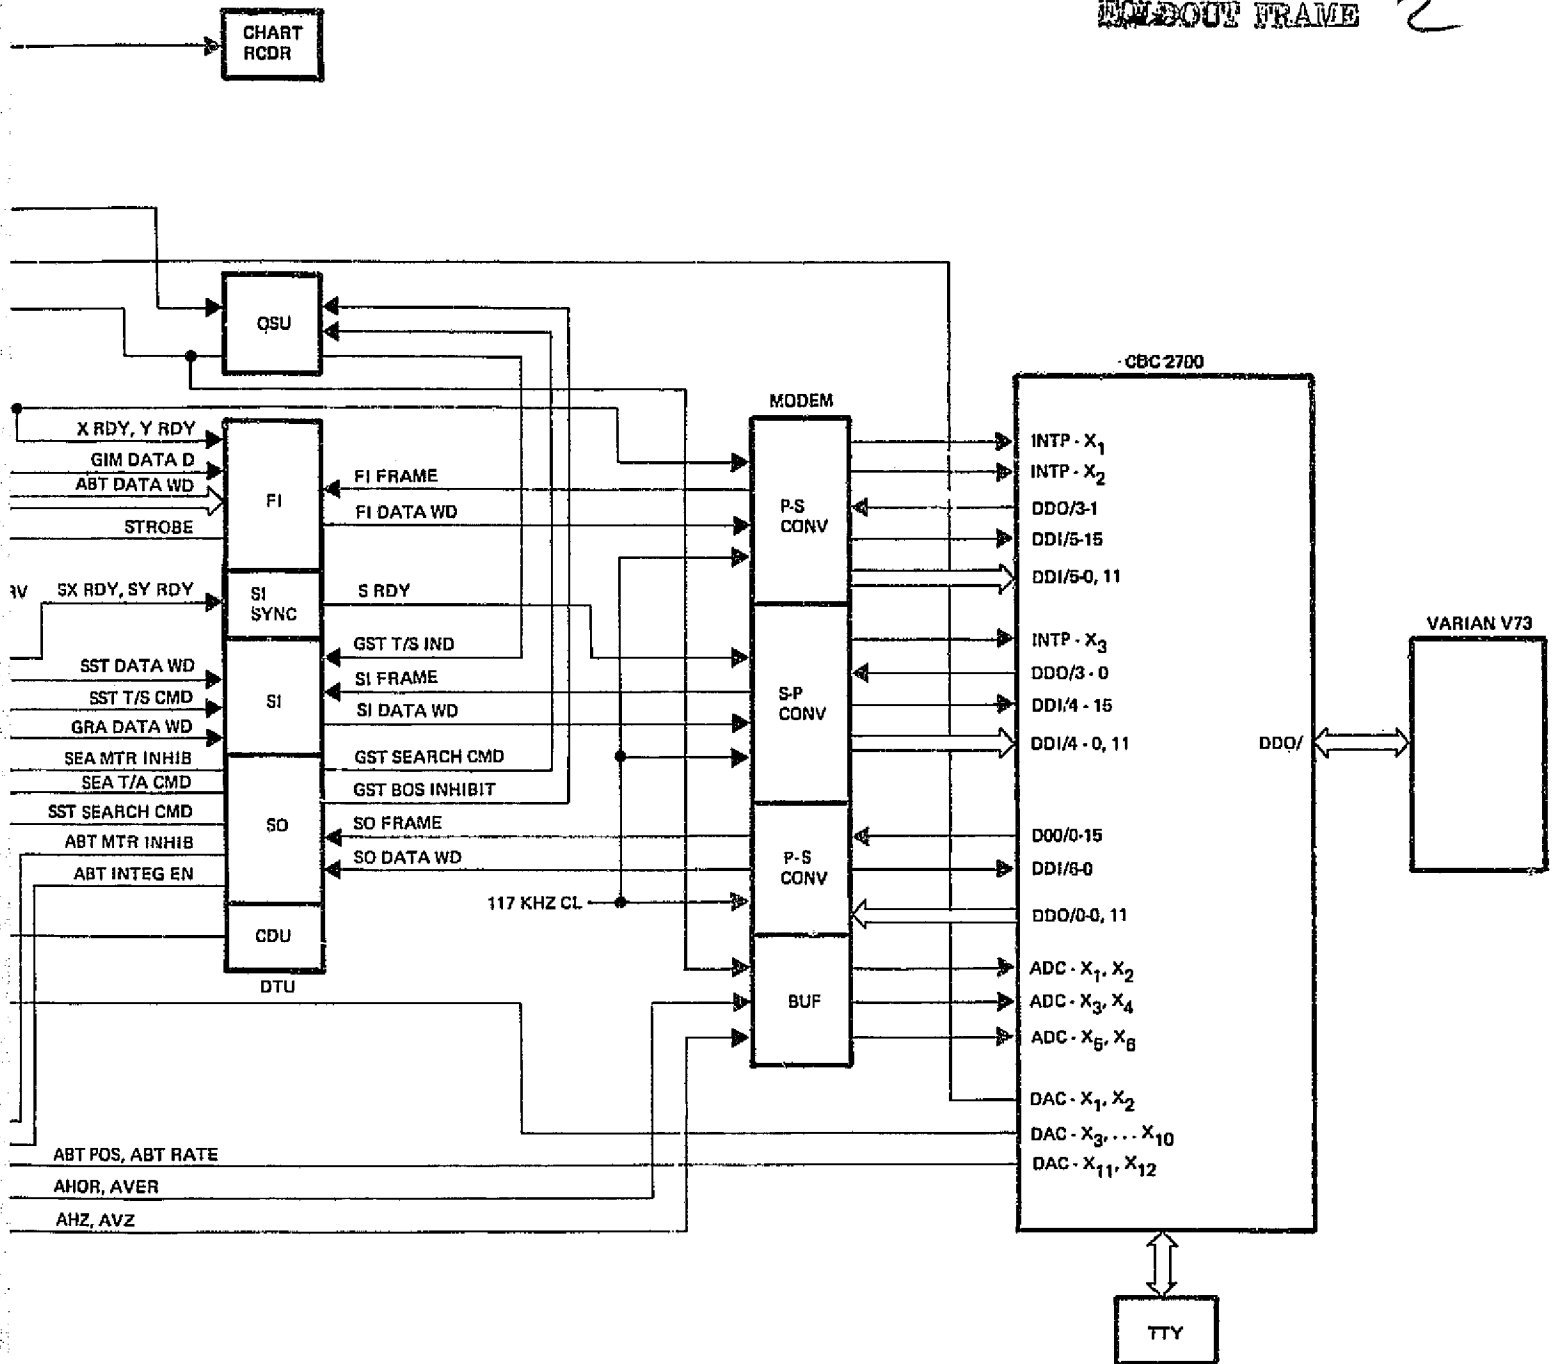 FOLDOUT FRAME 2
CHART
RCDR
OSU
CBC 2700
MODEM
X RDY, Y RDY
GIM DATA D
ABT DATA WD
STROBE
FI
FI FRAME
FI DATA WD
P-S
CONV
INTP - X1
INTP - X2
DDO/3-1
DDI/5-15
DDI/5-0, 11
RV
SX RDY, SY RDY
SI
SYNC
S RDY
GST T/S IND
SI FRAME
SI DATA WD
SST DATA WD
SST T/S CMD
GRA DATA WD
SI
S-P
CONV
INTP - X3
DDO/3 - 0
DDI/4 - 15
DDI/4 - 0, 11
DDO/
VARIAN V73
SEA MTR INHIB
SEA T/A CMD
SST SEARCH CMD
ABT MTR INHIB
ABT INTEG EN
SO
GST SEARCH CMD
GST BOS INHIBIT
SO FRAME
SO DATA WD
117 KHZ CL
P-S
CONV
D00/0-15
DDI/6-0
DDO/0-0, 11
CDU
DTU
BUF
ADC - X1, X2
ADC - X3, X4
ADC - X5, X6
DAC - X1, X2
DAC - X3, ... X10
DAC - X11, X12
ABT POS, ABT RATE
AHOR, AVER
AHZ, AVZ
TTY